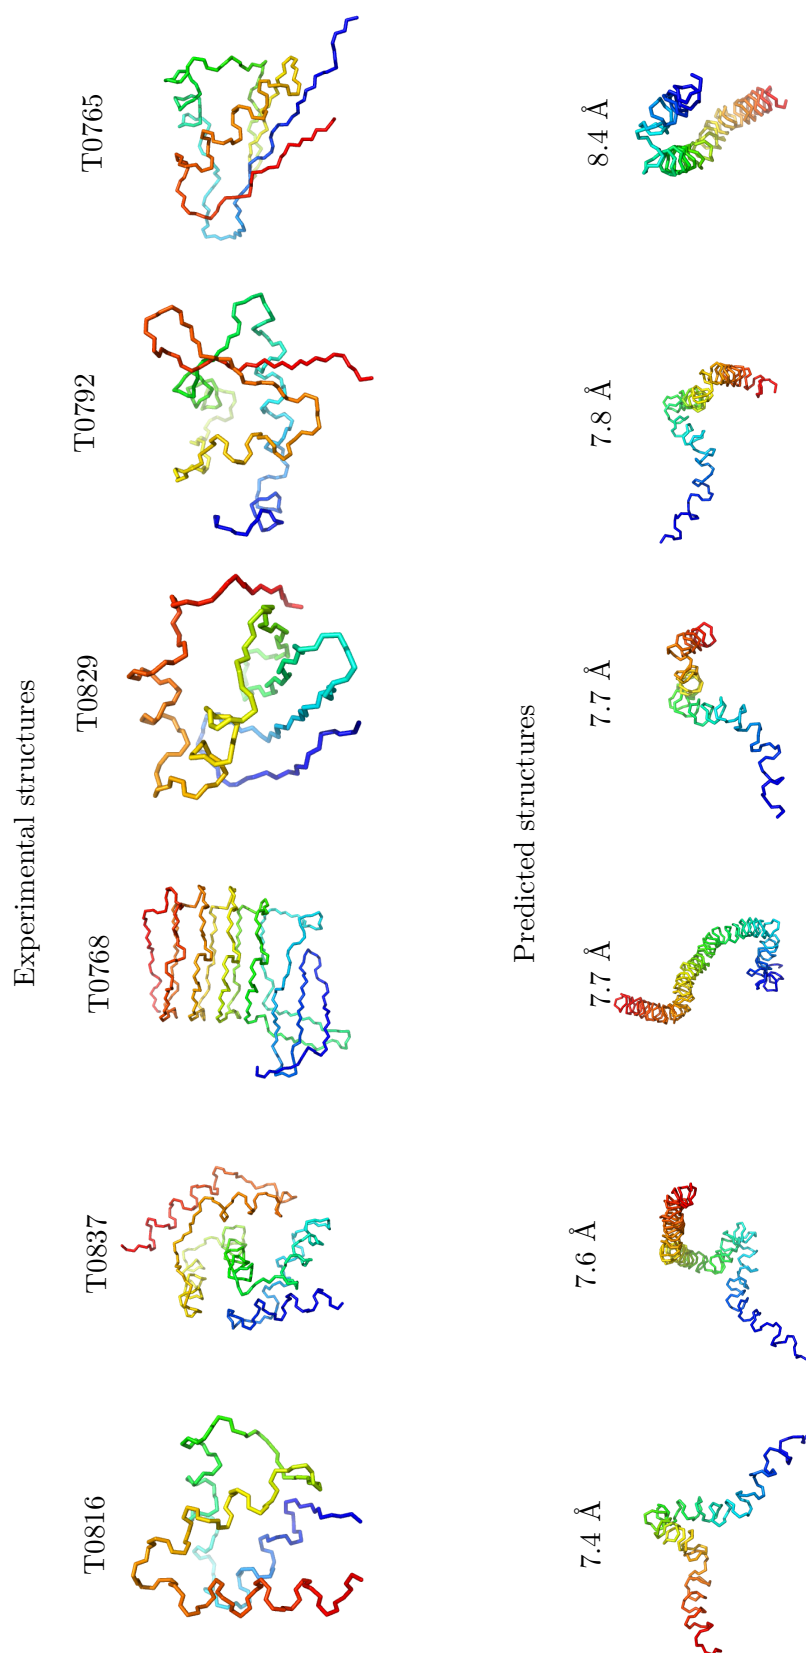 Experimental structures
T0816
T0837
T0768
T0829
T0792
T0765
Predicted structures
7.4 Å
7.6 Å
7.7 Å
7.7 Å
7.8 Å
8.4 Å